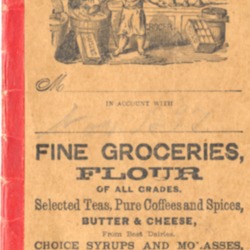 M
IN ACCOUNT WITH
FINE GROCERIES,
FLOUR
OF ALL GRADES.
Selected Teas, Pure Coffees and Spices,
BUTTER & CHEESE,
From Best Dairies.
CHOICE SYRUPS AND MO'ASSES,